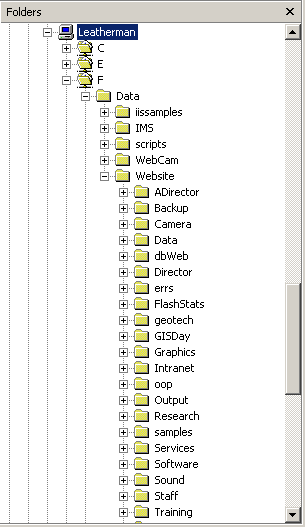 Folders
Leatherman
C
E
F
Data
iissamples
IMS
scripts
WebCam
Website
ADirector
Backup
Camera
Data
dbWeb
Director
errs
FlashStats
geotech
GISDay
Graphics
Intranet
oop
Output
Research
samples
Services
Software
Sound
Staff
Training